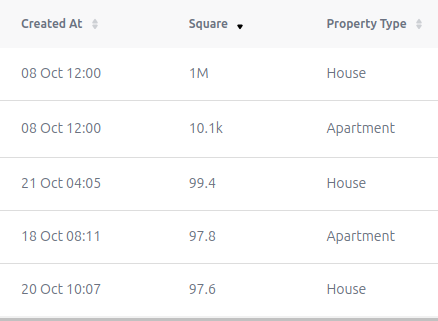 Created At Square Property Type
08 Oct 12:00 1M House
08 Oct 12:00 10.1k Apartment
21 Oct 04:05 99.4 House
18 Oct 08:11 97.8 Apartment
20 Oct 10:07 97.6 House